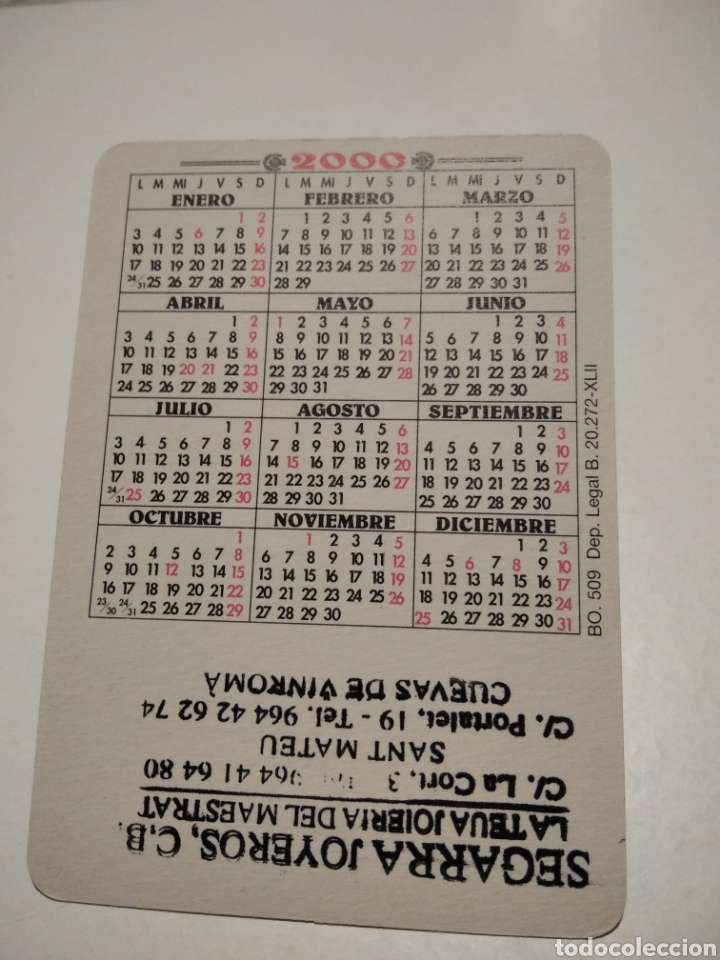 2000
L M MI J V S D
ENERO
1 2
3 4 5 6 7 8 9
10 11 12 13 14 15 16
17 18 19 20 21 22 23
24/31 25 26 27 28 29 30
L M MI J V S D
FEBRERO
1 2 3 4 5 6
7 8 9 10 11 12 13
14 15 16 17 18 19 20
21 22 23 24 25 26 27
28 29
L M MI J V S D
MARZO
1 2 3 4 5
6 7 8 9 10 11 12
13 14 15 16 17 18 19
20 21 22 23 24 25 26
27 28 29 30 31
ABRIL
1 2
3 4 5 6 7 8 9
10 11 12 13 14 15 16
17 18 19 20 21 22 23
24 25 26 27 28 29 30
MAYO
1 2 3 4 5 6 7
8 9 10 11 12 13 14
15 16 17 18 19 20 21
22 23 24 25 26 27 28
29 30 31
JUNIO
1 2 3 4
5 6 7 8 9 10 11
12 13 14 15 16 17 18
19 20 21 22 23 24 25
26 27 28 29 30
JULIO
1 2
3 4 5 6 7 8 9
10 11 12 13 14 15 16
17 18 19 20 21 22 23
24/31 25 26 27 28 29 30
AGOSTO
1 2 3 4 5 6
7 8 9 10 11 12 13
14 15 16 17 18 19 20
21 22 23 24 25 26 27
28 29 30 31
SEPTIEMBRE
1 2 3
4 5 6 7 8 9 10
11 12 13 14 15 16 17
18 19 20 21 22 23 24
25 26 27 28 29 30
OCTUBRE
1
2 3 4 5 6 7 8
9 10 11 12 13 14 15
16 17 18 19 20 21 22
23/30 24/31 25 26 27 28 29
NOVIEMBRE
1 2 3 4 5
6 7 8 9 10 11 12
13 14 15 16 17 18 19
20 21 22 23 24 25 26
27 28 29 30
DICIEMBRE
1 2 3
4 5 6 7 8 9 10
11 12 13 14 15 16 17
18 19 20 21 22 23 24
25 26 27 28 29 30 31
BO. 509 Dep. Legal B. 20.272-XLII
SEGARRA JOYEROS, C.B.
LA TEUA JOIERIA DEL MAESTRAT
C/. La Cort, 3 964 41 64 80
SANT MATEU
C/. Portalet, 19 - Tel. 964 42 62 74
CUEVAS DE VINROMÀ
todocoleccion